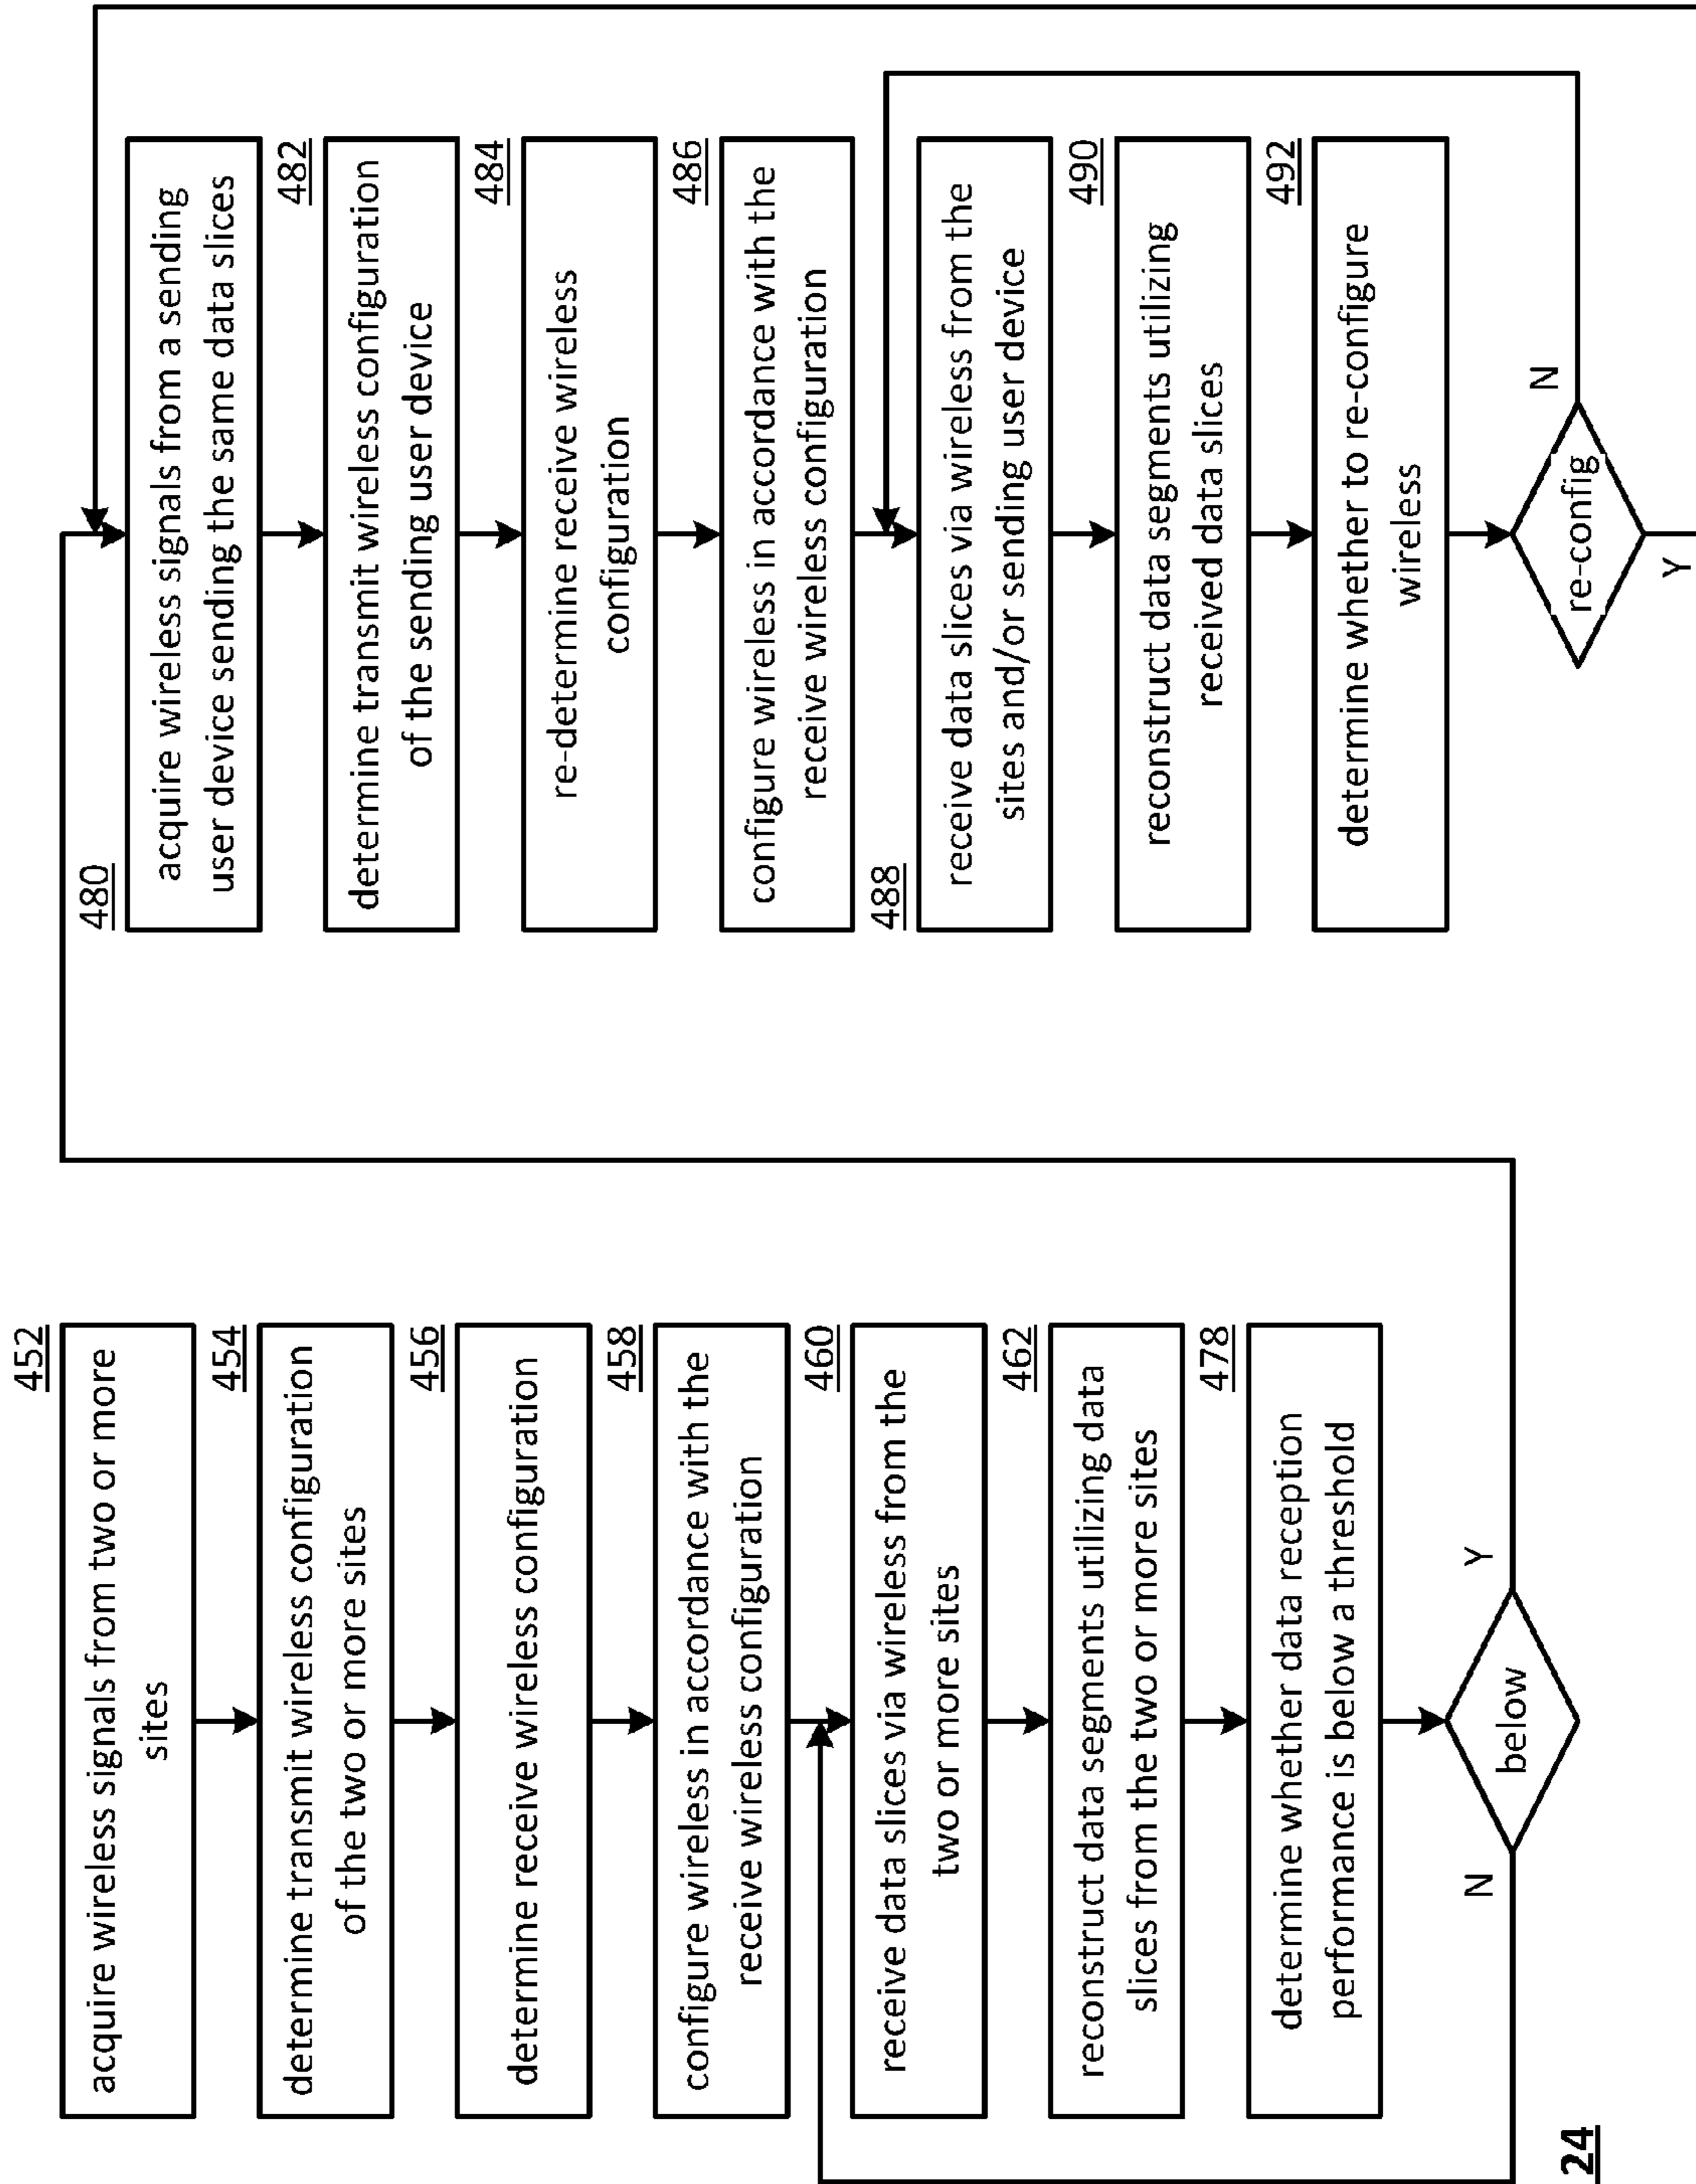 452
acquire wireless signals from two or more
sites
454
determine transmit wireless configuration
of the two or more sites
456
determine receive wireless configuration
458
configure wireless in accordance with the
receive wireless configuration
460
receive data slices via wireless from the
two or more sites
462
reconstruct data segments utilizing data
slices from the two or more sites
478
determine whether data reception
performance is below a threshold
below
N
Y
480
acquire wireless signals from a sending
user device sending the same data slices
482
determine transmit wireless configuration
of the sending user device
484
re-determine receive wireless
configuration
486
configure wireless in accordance with the
receive wireless configuration
488
receive data slices via wireless from the
sites and/or sending user device
490
reconstruct data segments utilizing
received data slices
492
determine whether to re-configure
wireless
re-config
N
Y
24